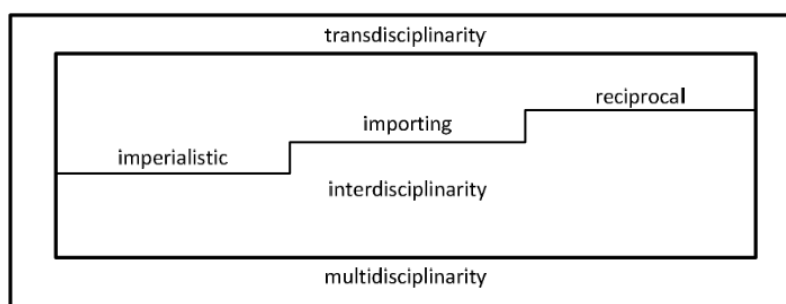 transdisciplinarity
reciprocal
importing
imperialistic
interdisciplinarity
multidisciplinarity